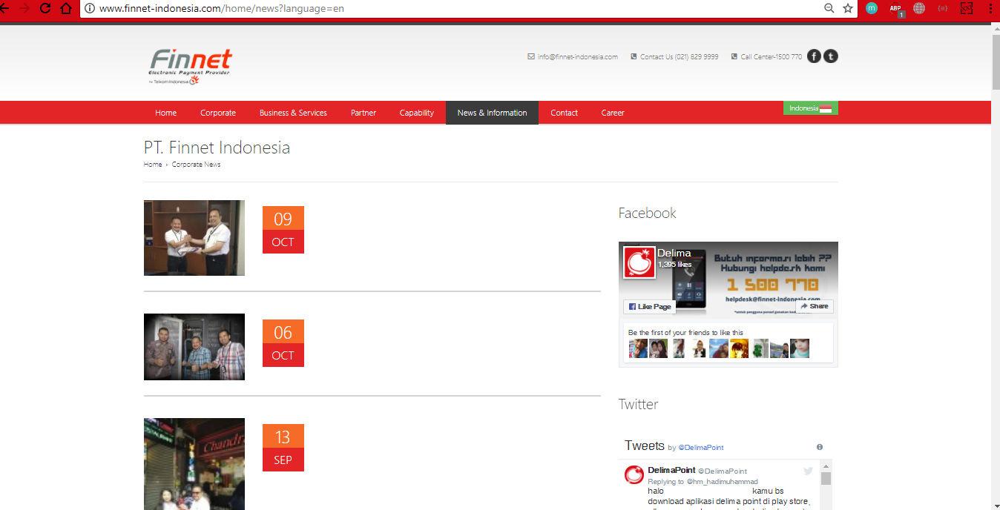 www.finnet-indonesia.com/home/news?language=en
ABP
1
Finnet
Electronic Payment Provider
by Telkom Indonesia
info@finnet-indonesia.com Contact Us (021) 829 9999 Call Center-1500 770
Home Corporate Business & Services Partner Capability News & Information Contact Career
Indonesia
PT. Finnet Indonesia
Home › Corporate News
09
OCT
06
OCT
13
SEP
Chandra
Facebook
Delima
1,395 likes
Butuh informasi lebih ??
Hubungi helpdesk kami
1 500 770
helpdesk@finnet-indonesia.com
Like Page
Share
Be the first of your friends to like this
Twitter
Tweets by @DelimaPoint
DelimaPoint @DelimaPoint
Replying to @hm_hadimuhammad
halo kamu bs
download aplikasi delima point di play store,